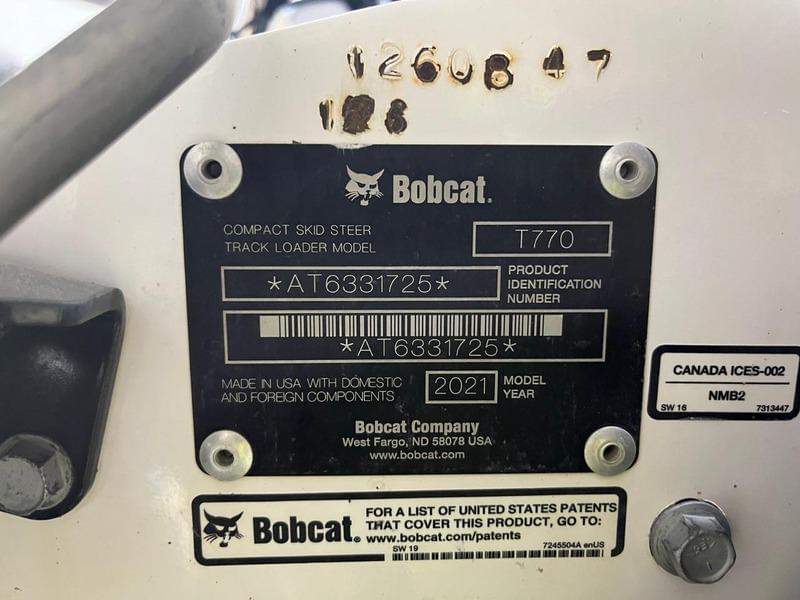 1260847
Bobcat.
COMPACT SKID STEER
TRACK LOADER MODEL
T770
*AT6331725*
PRODUCT
IDENTIFICATION
NUMBER
*AT6331725*
MADE IN USA WITH DOMESTIC
AND FOREIGN COMPONENTS
2021
MODEL
YEAR
Bobcat Company
West Fargo, ND 58078 USA
www.bobcat.com
CANADA ICES-002
NMB2
SW 16 7313447
Bobcat.
FOR A LIST OF UNITED STATES PATENTS
THAT COVER THIS PRODUCT, GO TO:
www.bobcat.com/patents
SW 19 7245504A enUS